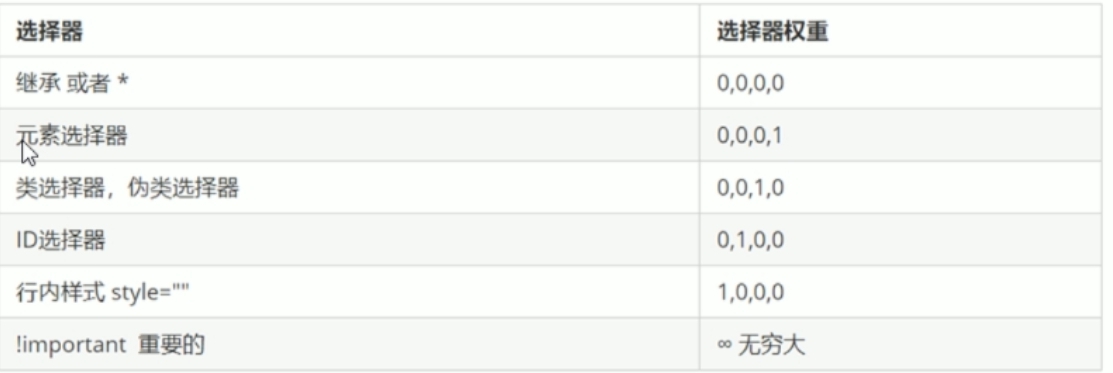 选择器 选择器权重
继承 或者 * 0,0,0,0
元素选择器 0,0,0,1
类选择器，伪类选择器 0,0,1,0
ID选择器 0,1,0,0
行内样式 style="" 1,0,0,0
!important 重要的 ∞ 无穷大